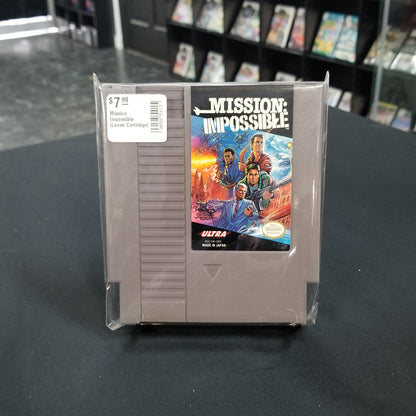 $7.99
Mission
Impossible
(Loose Cartridge)
MISSION:
IMPOSSIBLE
ULTRA
MADE IN JAPAN